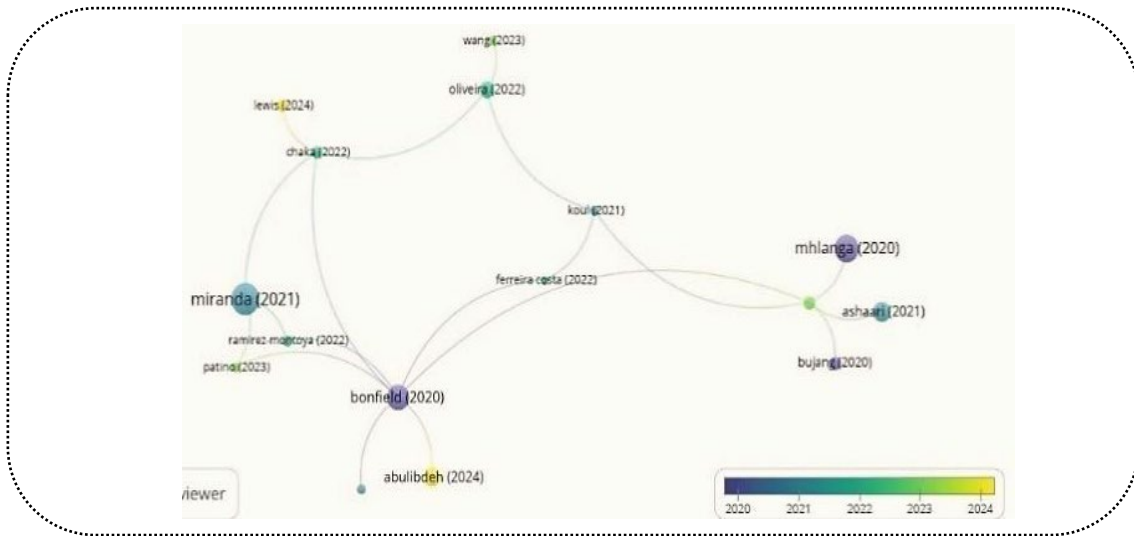 wang (2023)
oliveira (2022)
lewis (2024)
chaka (2022)
koul (2021)
mhlanga (2020)
ferreira costa (2022)
miranda (2021)
ashaari (2021)
ramirez-montoya (2022)
bujang (2020)
patino (2023)
bonfield (2020)
abulibdeh (2024)
viewer
2020 2021 2022 2023 2024